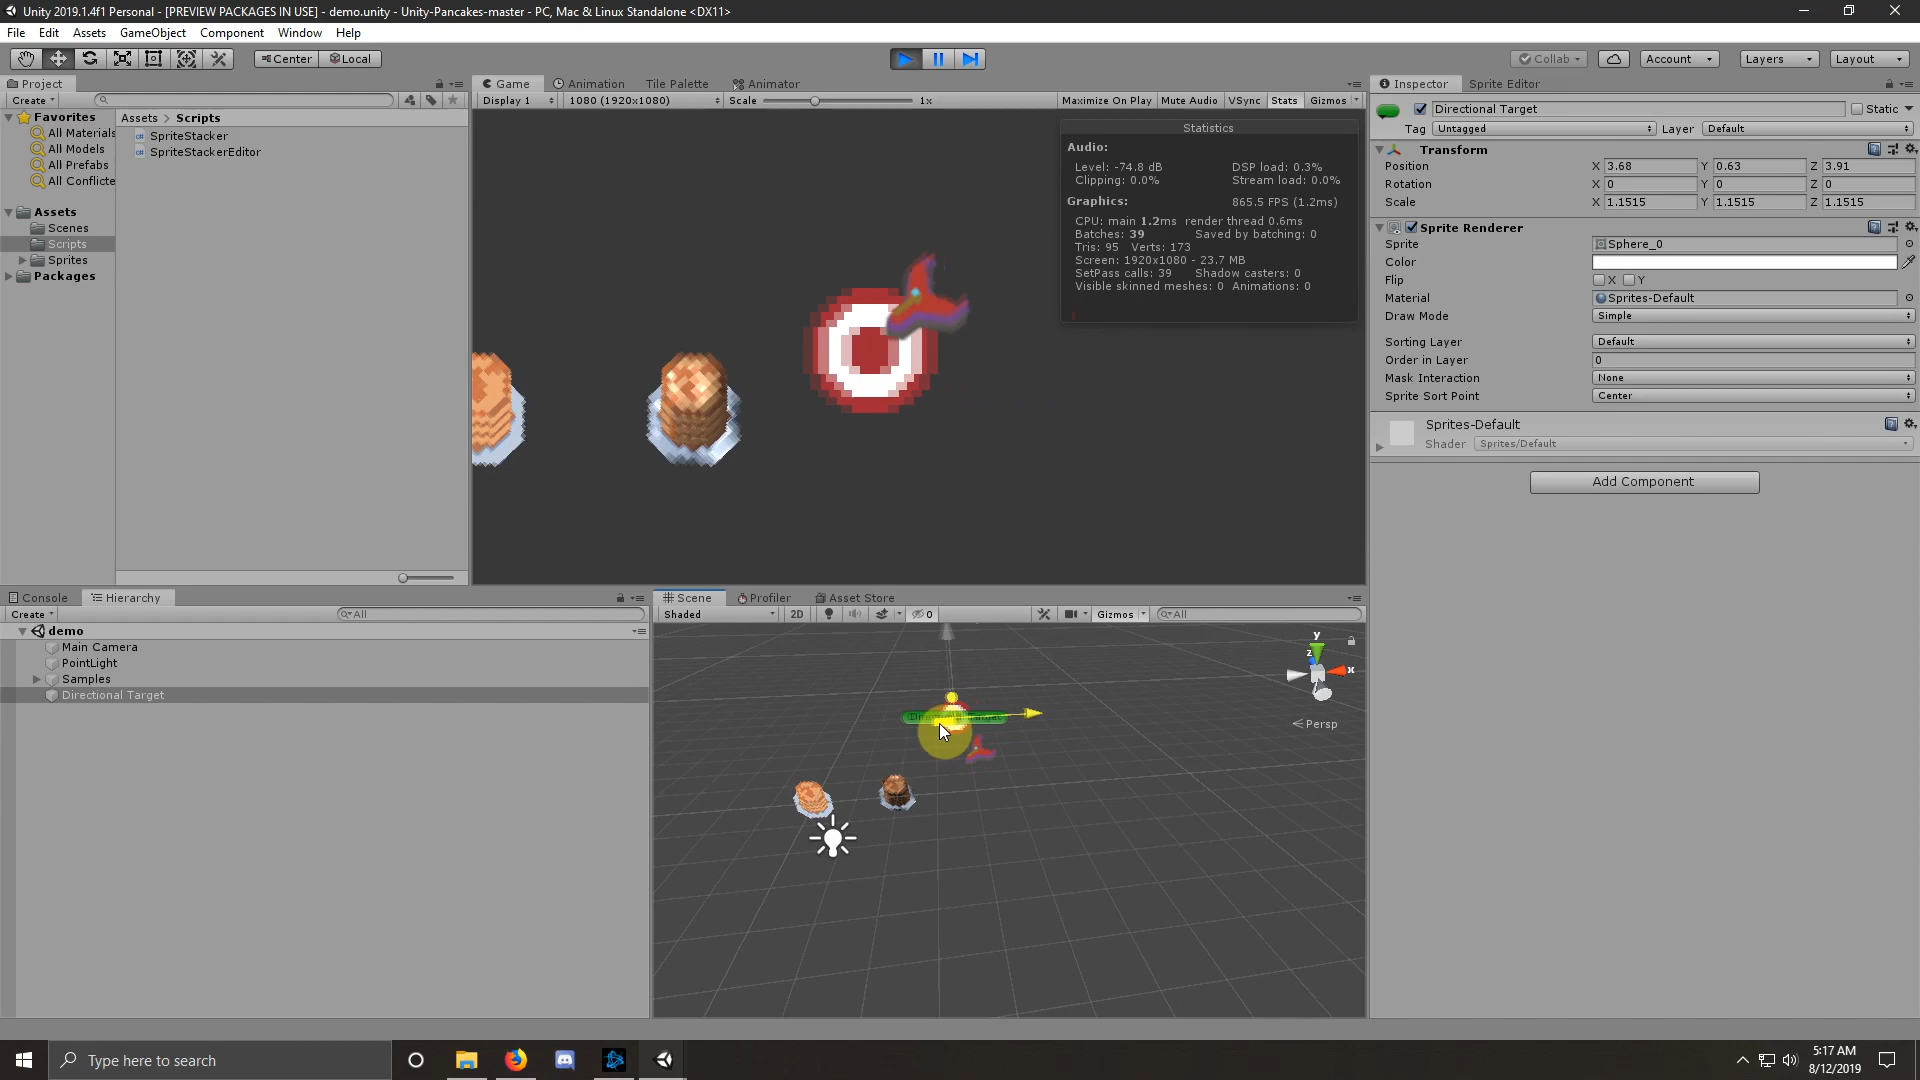 Unity 2019.1.4f1 Personal - [PREVIEW PACKAGES IN USE] - demo.unity - Unity-Pancakes-master - PC, Mac & Linux Standalone <DX11>
File Edit Assets GameObject Component Window Help
Center Local Collab Account Layers Layout
Project
Create
Favorites
All Materials
All Models
All Prefabs
All Conflicte
Assets
Scenes
Scripts
Sprites
Packages
Assets > Scripts
SpriteStacker
SpriteStackerEditor
Game Animation Tile Palette Animator
Display 1 1080 (1920x1080) Scale 1x Maximize On Play Mute Audio VSync Stats Gizmos
Statistics
Audio:
Level: -74.8 dB DSP load: 0.3%
Clipping: 0.0% Stream load: 0.0%
Graphics: 865.5 FPS (1.2ms)
CPU: main 1.2ms render thread 0.6ms
Batches: 39 Saved by batching: 0
Tris: 95 Verts: 173
Screen: 1920x1080 - 23.7 MB
SetPass calls: 39 Shadow casters: 0
Visible skinned meshes: 0 Animations: 0
Inspector Sprite Editor
Directional Target Static
Tag Untagged Layer Default
Transform
Position X 3.68 Y 0.63 Z 3.91
Rotation X 0 Y 0 Z 0
Scale X 1.1515 Y 1.1515 Z 1.1515
Sprite Renderer
Sprite Sphere_0
Color
Flip X Y
Material Sprites-Default
Draw Mode Simple
Sorting Layer Default
Order in Layer 0
Mask Interaction None
Sprite Sort Point Center
Sprites-Default
Shader Sprites/Default
Add Component
Console Hierarchy
Create All
demo
Main Camera
PointLight
Samples
Directional Target
Scene Profiler Asset Store
Shaded 2D 0 Gizmos All
y
z
x
Persp
Directional Target
Type here to search
5:17 AM
8/12/2019